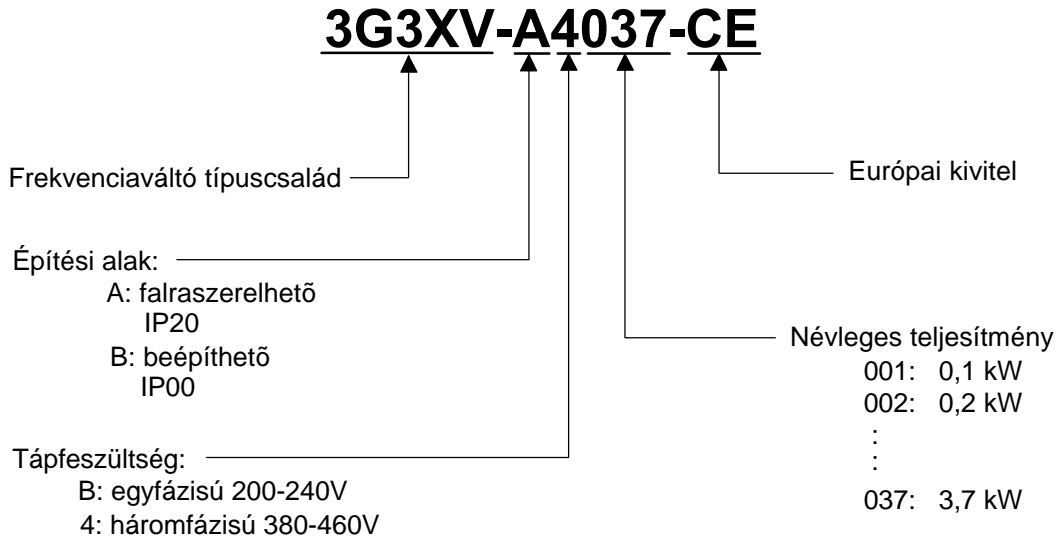 3G3XV-A4037-CE
Frekvenciaváltó típuscsalád
Európai kivitel
Építési alak:
A: falraszerelhetõ
IP20
B: beépíthetõ
IP00
Névleges teljesítmény
001: 0,1 kW
002: 0,2 kW
:
:
037: 3,7 kW
Tápfeszültség:
B: egyfázisú 200-240V
4: háromfázisú 380-460V